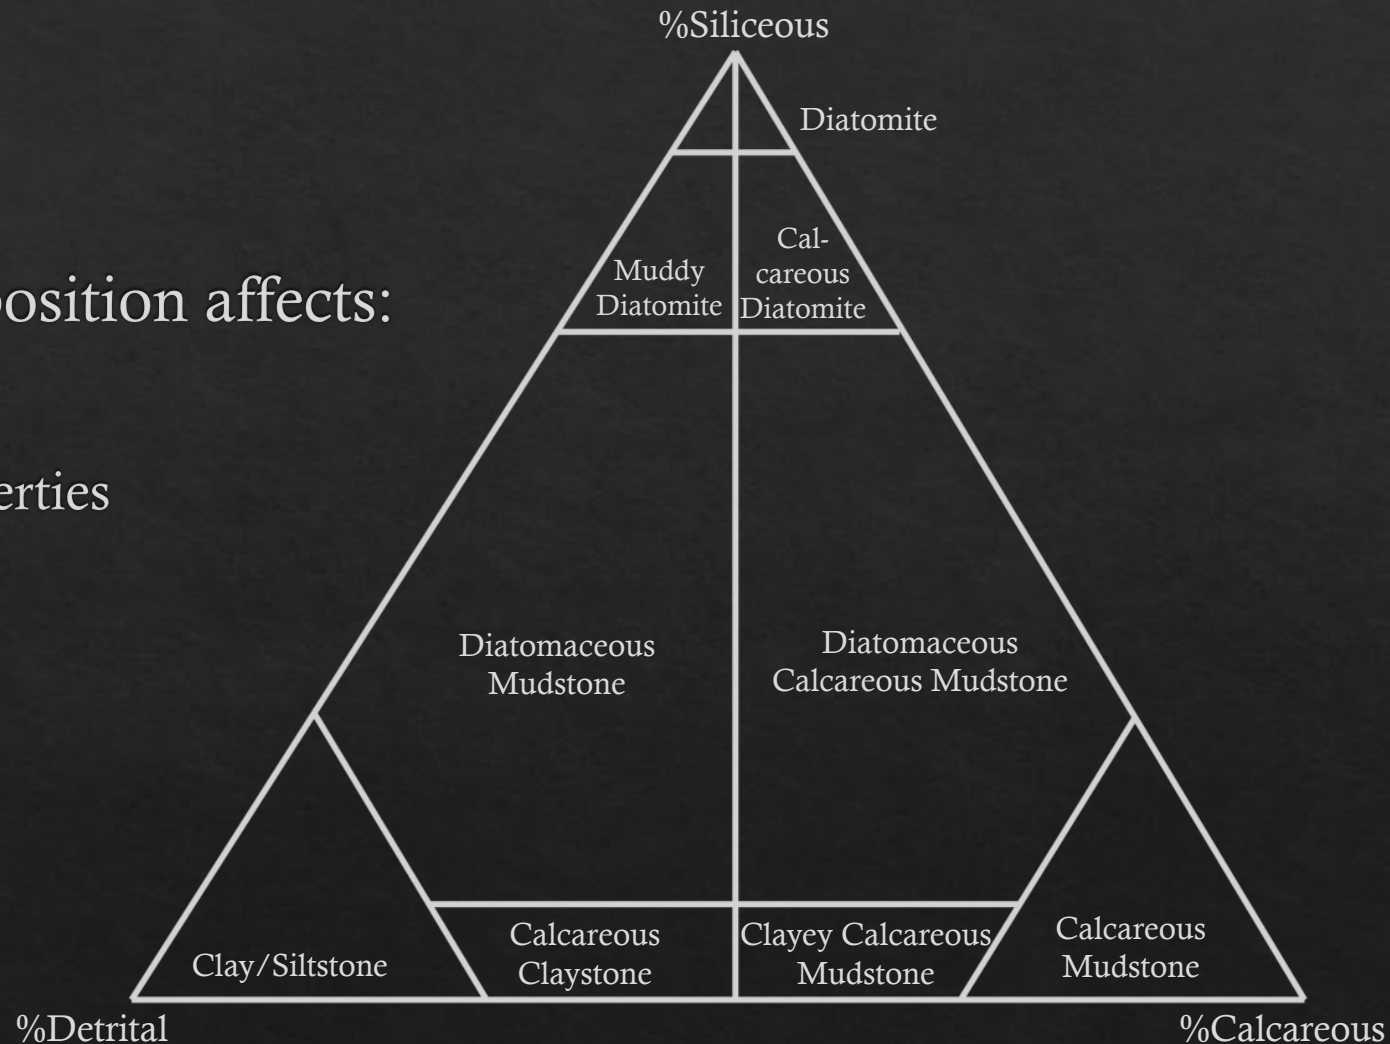 %Siliceous
Diatomite
Cal-
careous
Diatomite
Muddy
Diatomite
position affects:
erties
Diatomaceous
Mudstone
Diatomaceous
Calcareous Mudstone
Clay/Siltstone
Calcareous
Claystone
Clayey Calcareous
Mudstone
Calcareous
Mudstone
%Detrital
%Calcareous